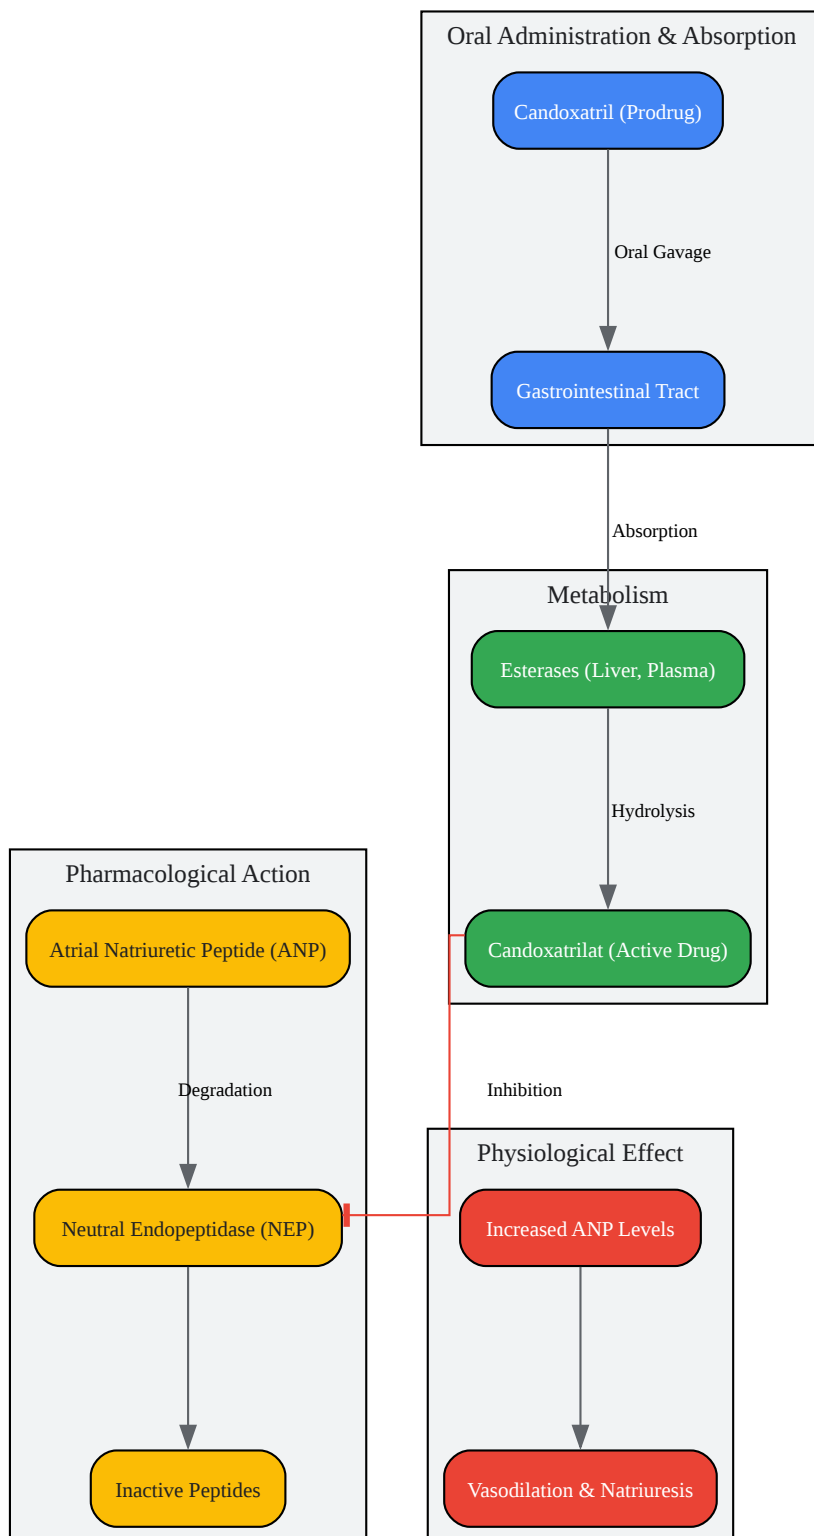 Oral Administration & Absorption
Candoxatril (Prodrug)
Oral Gavage
Gastrointestinal Tract
Absorption
Metabolism
Esterases (Liver, Plasma)
Hydrolysis
Candoxatrilat (Active Drug)
Pharmacological Action
Atrial Natriuretic Peptide (ANP)
Degradation
Inhibition
Neutral Endopeptidase (NEP)
Inactive Peptides
Physiological Effect
Increased ANP Levels
Vasodilation & Natriuresis